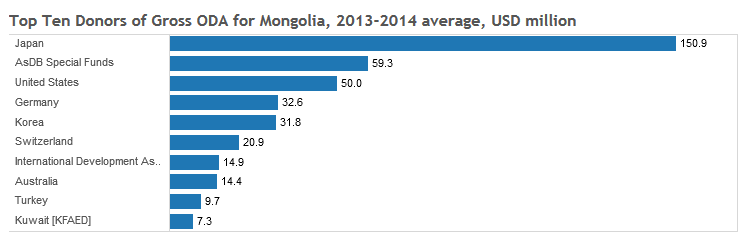 Top Ten Donors of Gross ODA for Mongolia, 2013-2014 average, USD million
Japan 150.9
AsDB Special Funds 59.3
United States 50.0
Germany 32.6
Korea 31.8
Switzerland 20.9
International Development As.. 14.9
Australia 14.4
Turkey 9.7
Kuwait [KFAED] 7.3